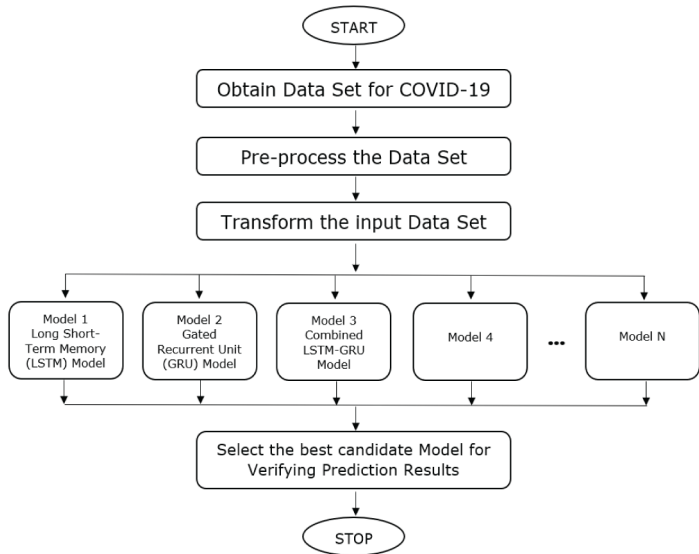 START
Obtain Data Set for COVID-19
Pre-process the Data Set
Transform the input Data Set
Model 1
Long Short-
Term Memory
(LSTM) Model
Model 2
Gated
Recurrent Unit
(GRU) Model
Model 3
Combined
LSTM-GRU
Model
Model 4
...
Model N
Select the best candidate Model for
Verifying Prediction Results
STOP